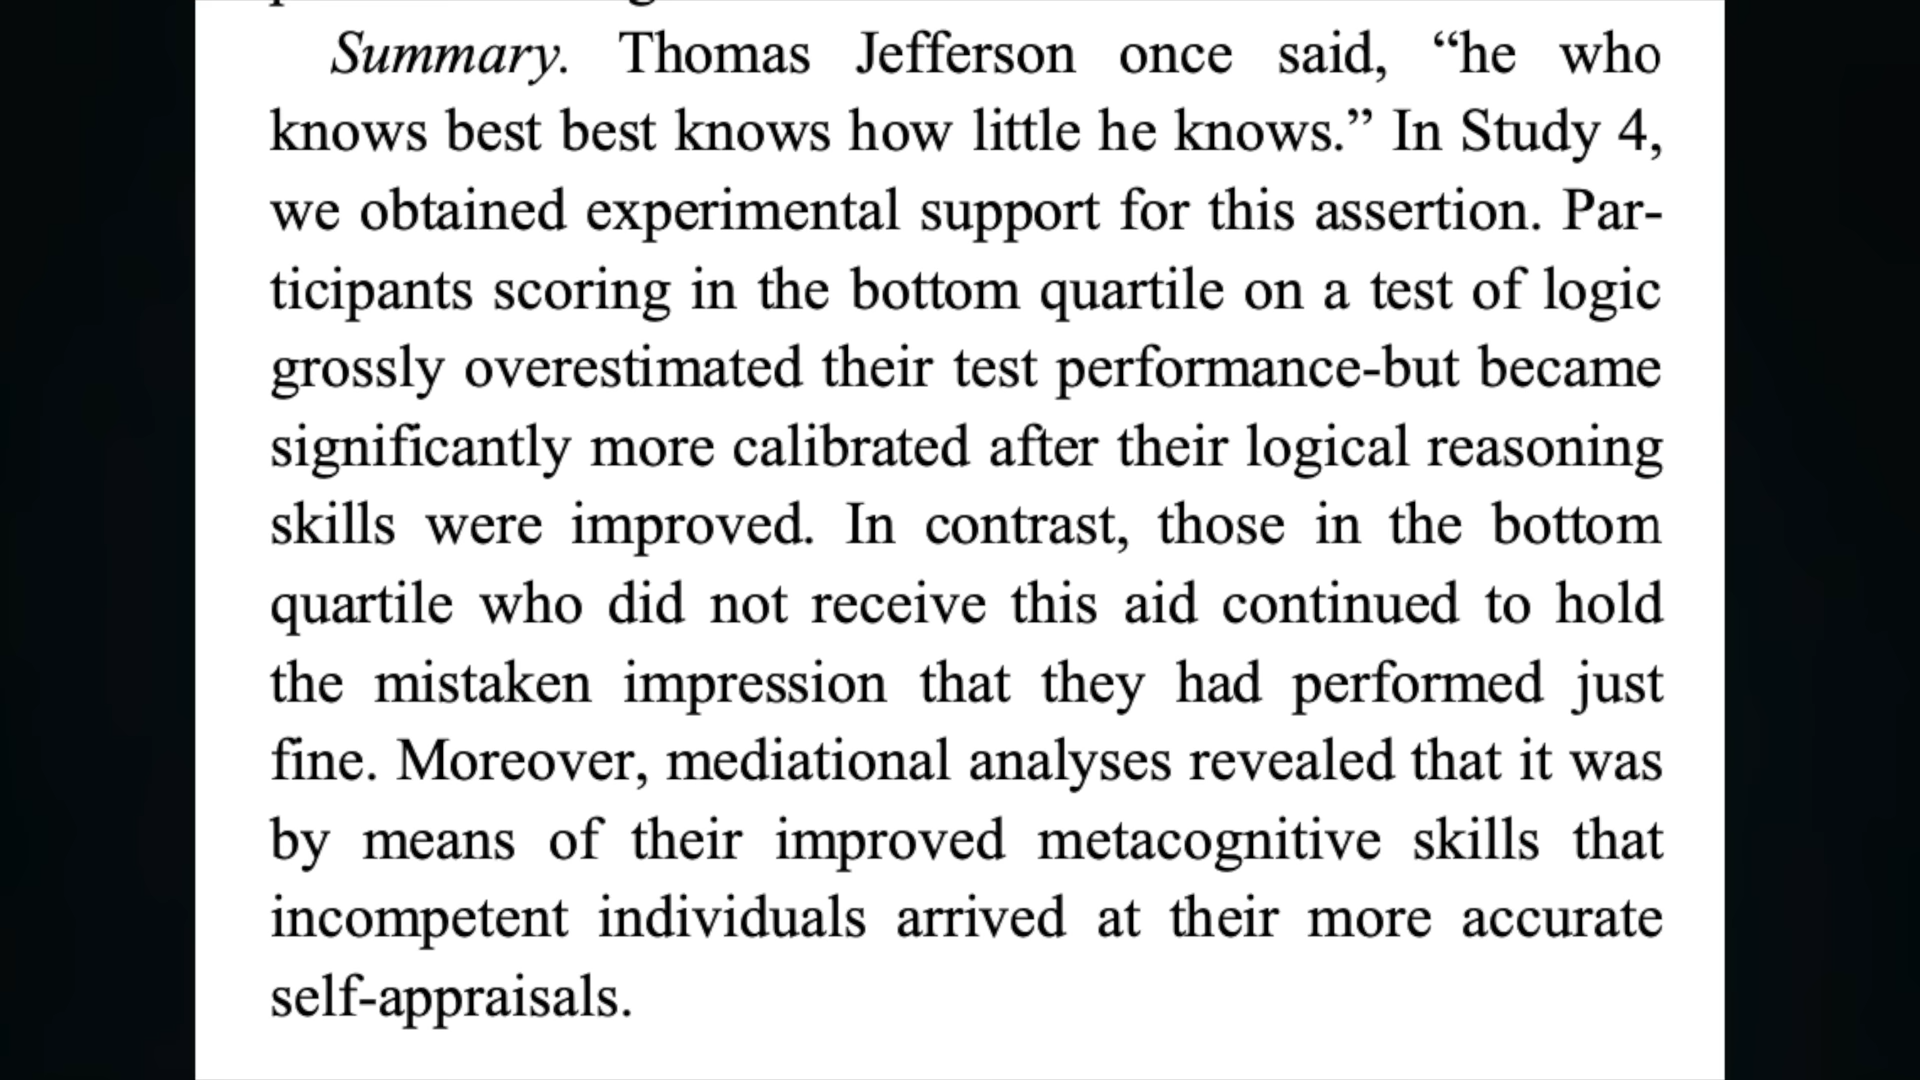 Summary. Thomas Jefferson once said, “he who
knows best best knows how little he knows.” In Study 4,
we obtained experimental support for this assertion. Par-
ticipants scoring in the bottom quartile on a test of logic
grossly overestimated their test performance-but became
significantly more calibrated after their logical reasoning
skills were improved. In contrast, those in the bottom
quartile who did not receive this aid continued to hold
the mistaken impression that they had performed just
fine. Moreover, mediational analyses revealed that it was
by means of their improved metacognitive skills that
incompetent individuals arrived at their more accurate
self-appraisals.